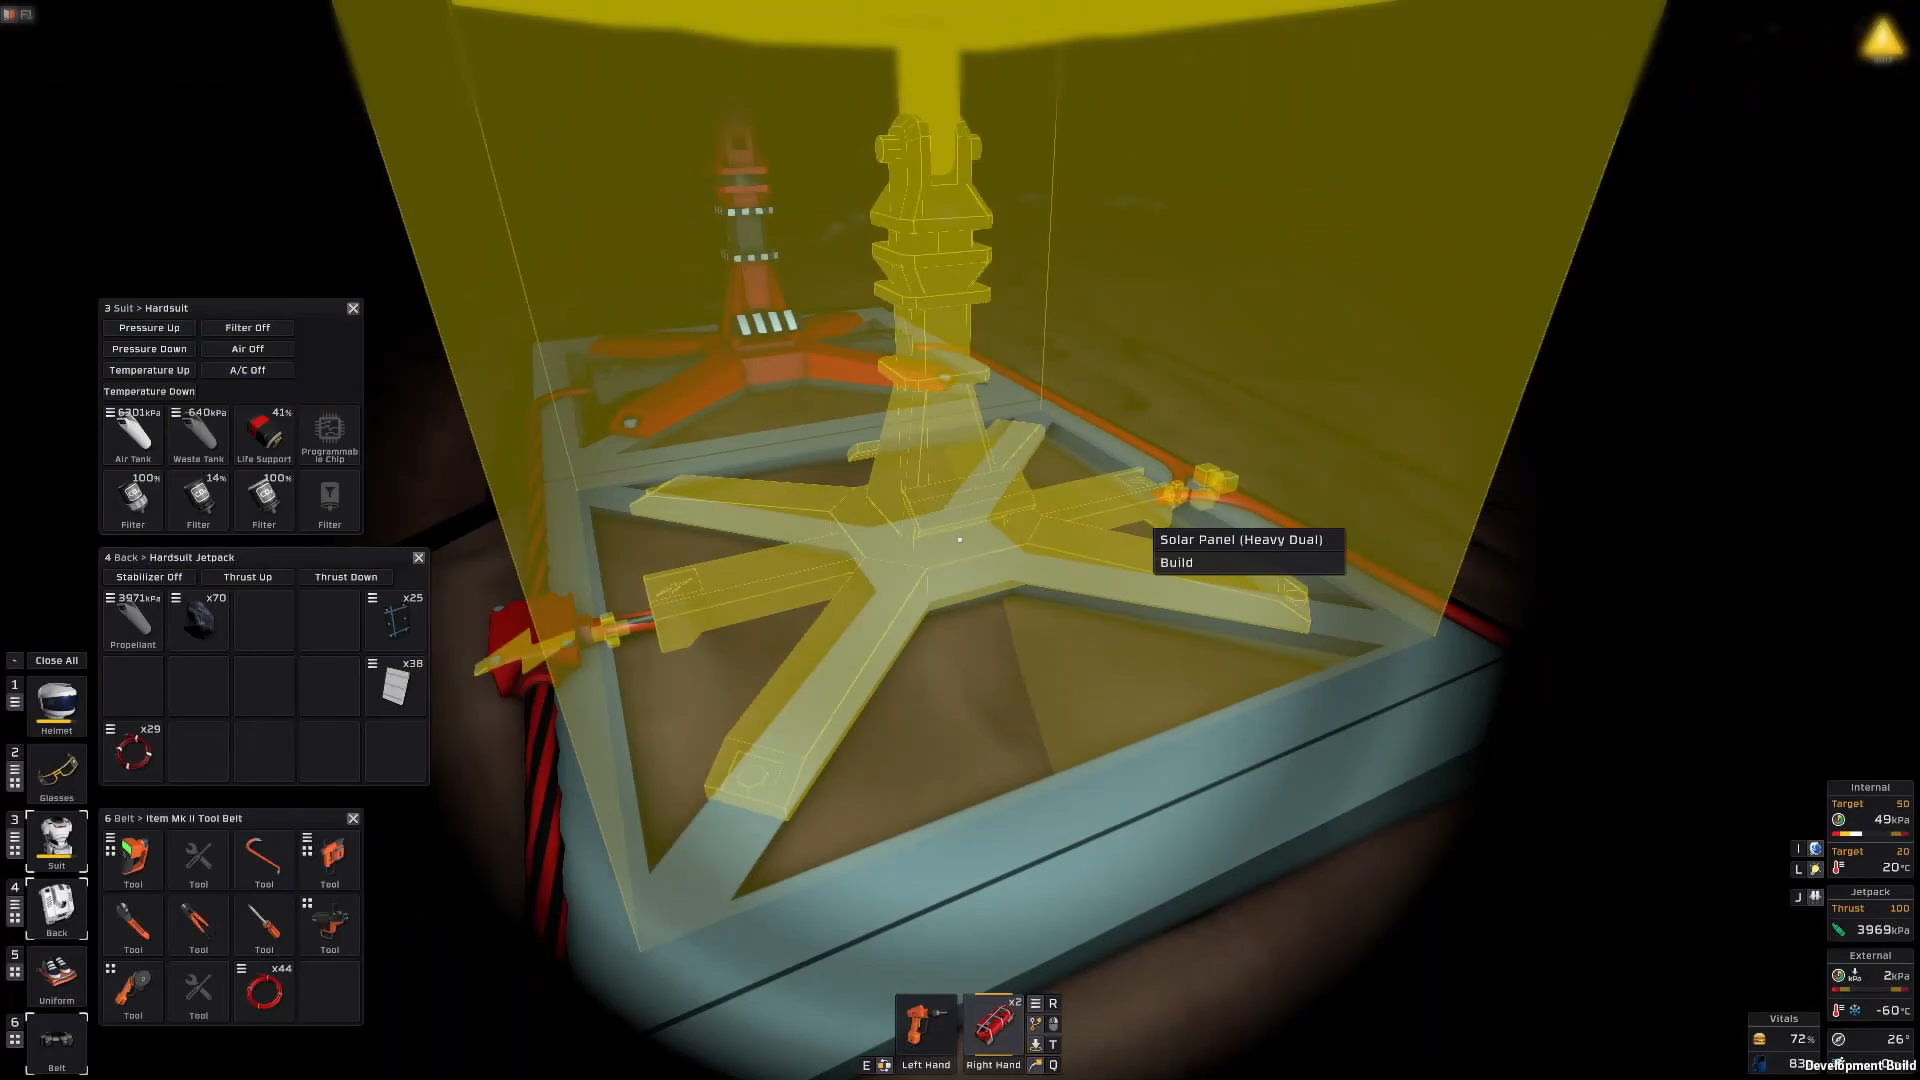 F1
3 Suit > Hardsuit
Pressure Up
Filter Off
Pressure Down
Air Off
Temperature Up
A/C Off
Temperature Down
6301kPa
640kPa
41%
Air Tank
Waste Tank
Life Support
Programmab
le Chip
100%
14%
100%
Filter
Filter
Filter
Filter
4 Back > Hardsuit Jetpack
Stabilizer Off
Thrust Up
Thrust Down
3971kPa
x70
x25
Propellant
x38
x29
6 Belt > Item Mk II Tool Belt
Tool
Tool
Tool
Tool
Tool
Tool
Tool
Tool
x44
Tool
Tool
- Close All
1
Helmet
2
Glasses
3
Suit
4
Back
5
Uniform
6
Belt
Solar Panel (Heavy Dual)
Build
x2
R
T
E
Left Hand
Right Hand
Q
Internal
Target 50
49kPa
Target 20
20°C
I
L
J
Jetpack
Thrust 100
3969kPa
External
kPa
2kPa
-60°C
Vitals
72%
26°
83
Development Build